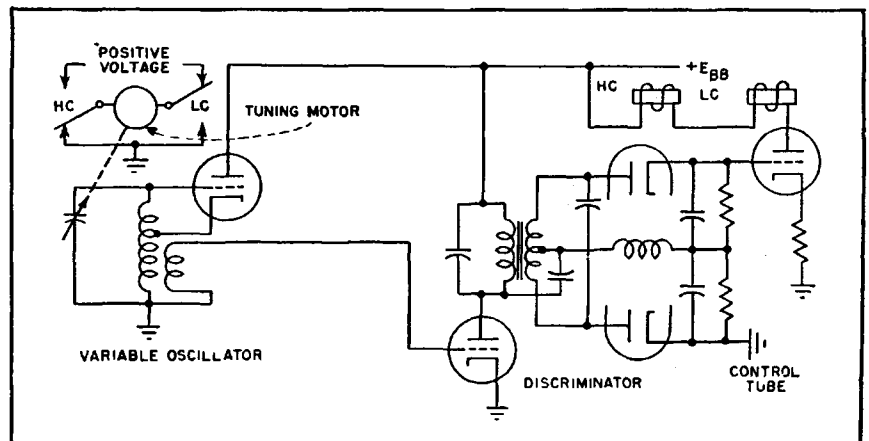 POSITIVE
VOLTAGE
HC
LC
TUNING MOTOR
+EBB
HC
LC
VARIABLE OSCILLATOR
DISCRIMINATOR
CONTROL
TUBE